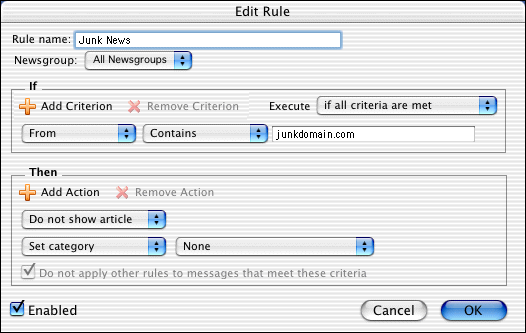 Edit Rule
Rule name: Junk News
Newsgroup: All Newsgroups
If
Add Criterion Remove Criterion Execute if all criteria are met
From Contains junkdomain.com
Then
Add Action Remove Action
Do not show article
Set category None
Do not apply other rules to messages that meet these criteria
Enabled Cancel OK